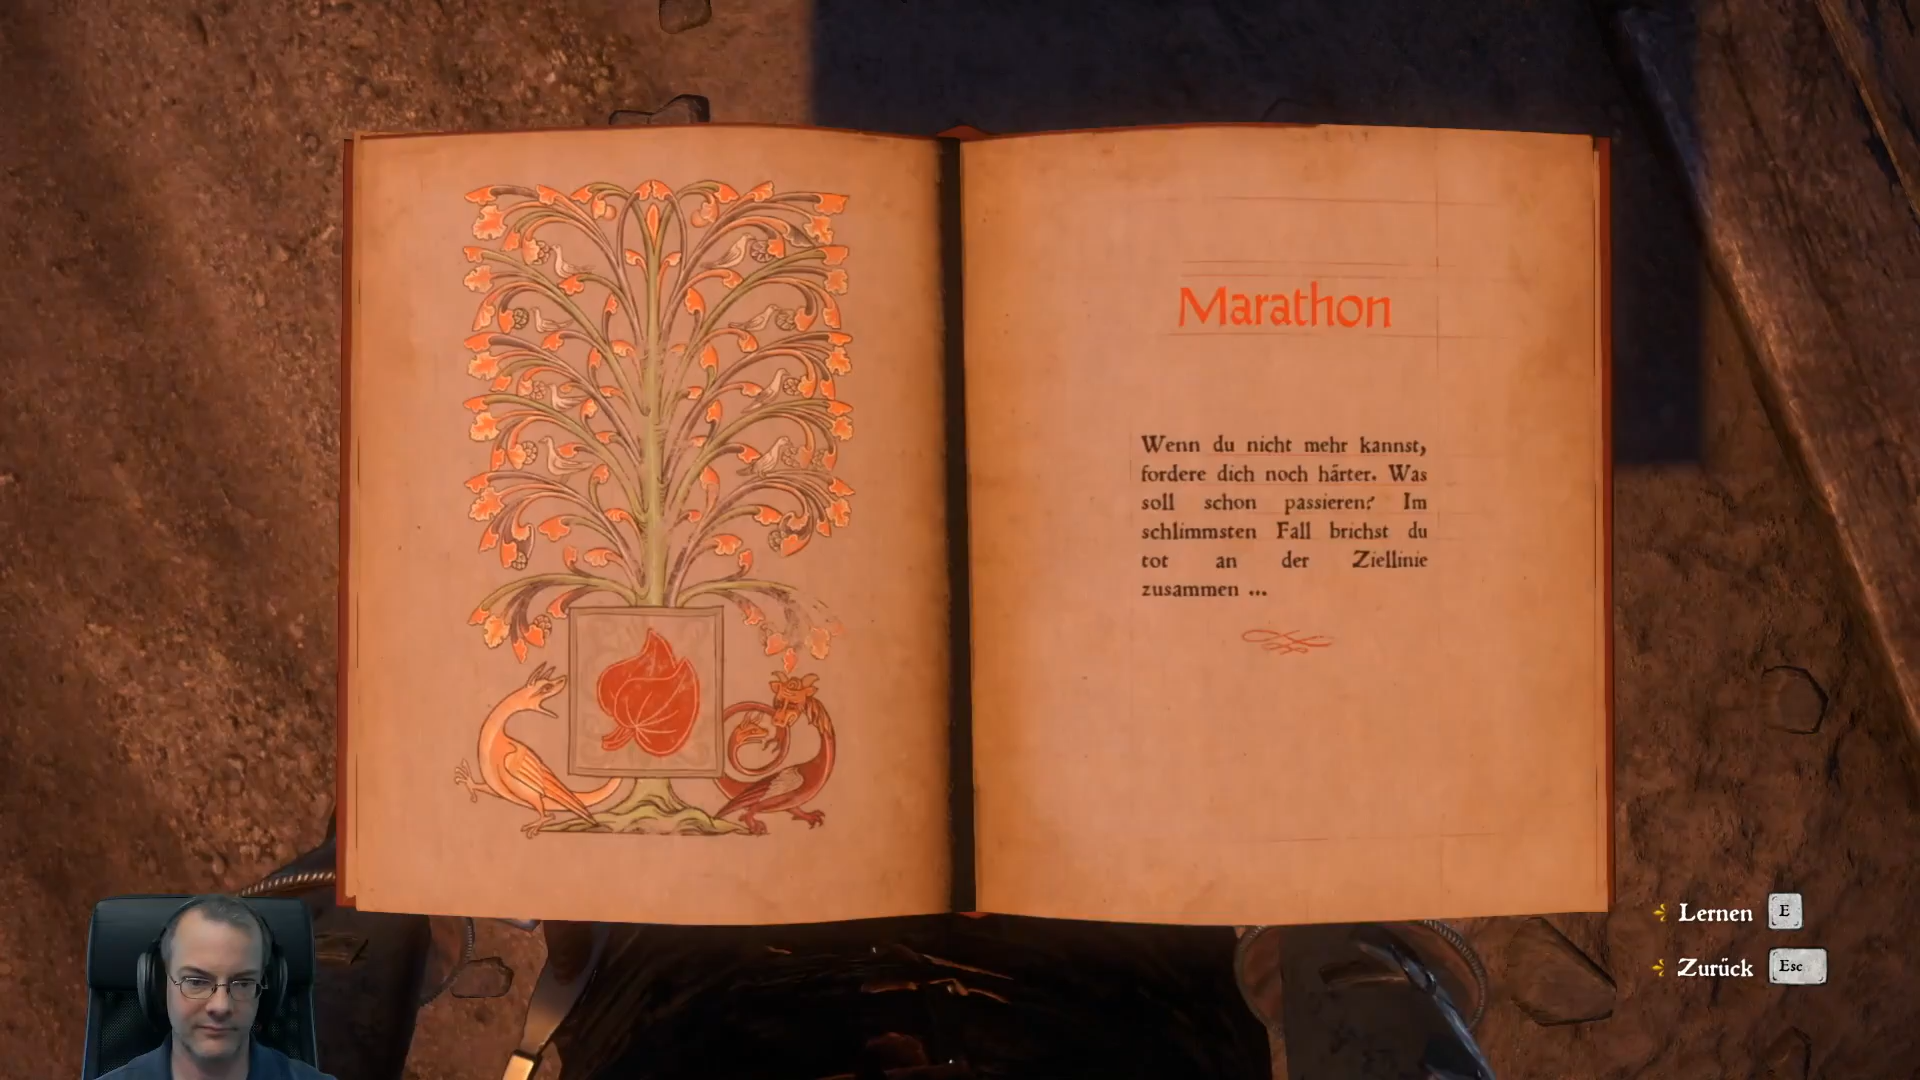 Marathon
Wenn du nicht mehr kannst,
fordere dich noch härter. Was
soll schon passieren? Im
schlimmsten Fall brichst du
tot an der Ziellinie
zusammen ...
Lernen E
Zurück Esc